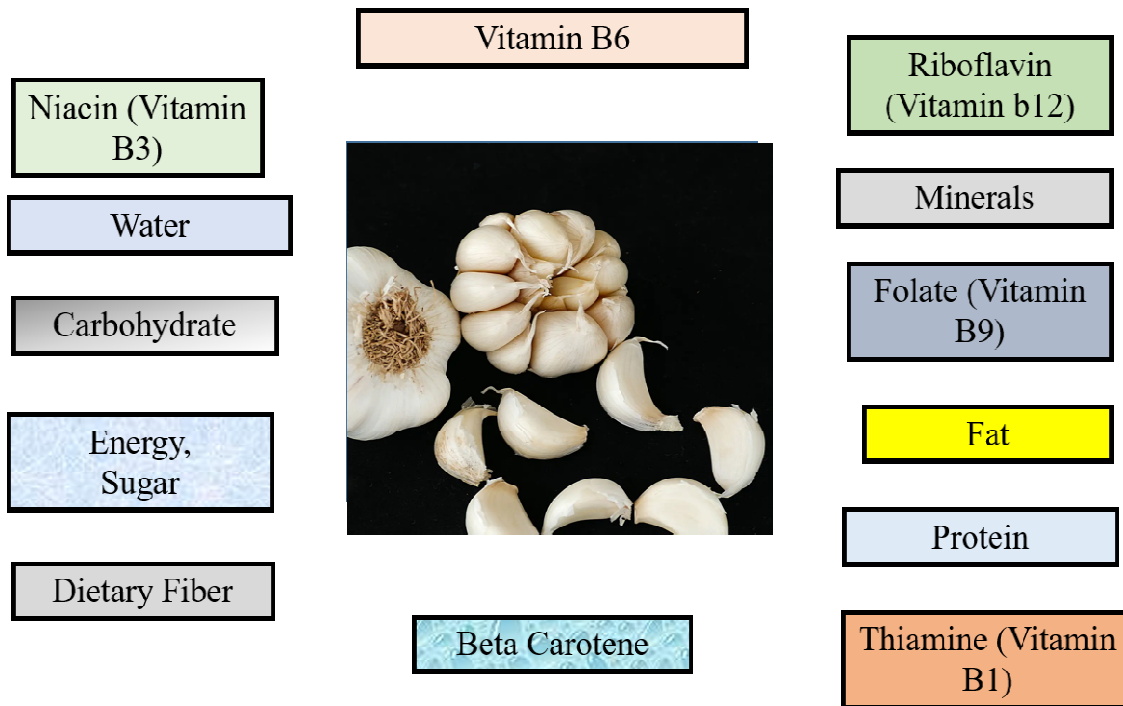 Vitamin B6
Niacin (Vitamin
B3)
Water
Carbohydrate
Energy,
Sugar
Dietary Fiber
Beta Carotene
Riboflavin
(Vitamin b12)
Minerals
Folate (Vitamin
B9)
Fat
Protein
Thiamine (Vitamin
B1)